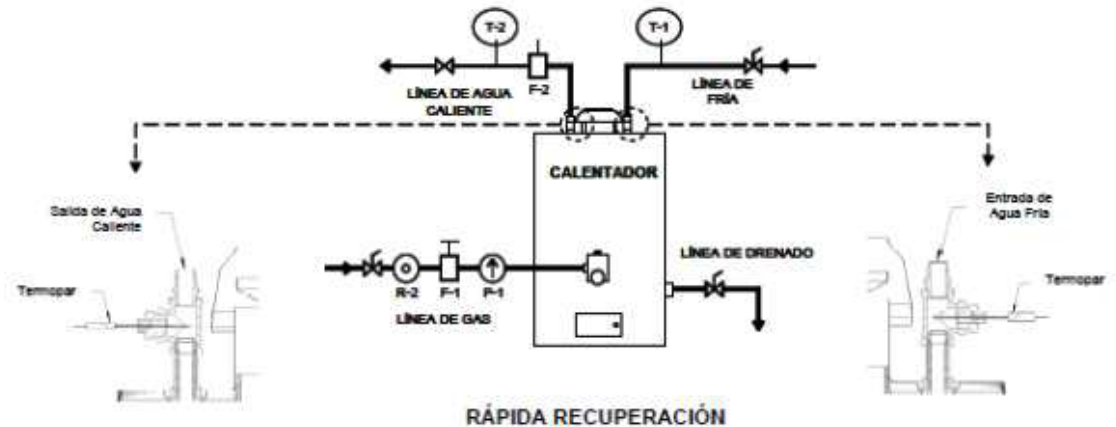 T-2
T-1
LÍNEA DE AGUA
CALIENTE
F-2
LÍNEA DE
FRÍA
CALENTADOR
Salida de Agua
Caliente
Entrada de
Agua Fría
Termopar
R-2
F-1
P-1
LÍNEA DE GAS
LÍNEA DE DRENADO
Termopar
RÁPIDA RECUPERACIÓN